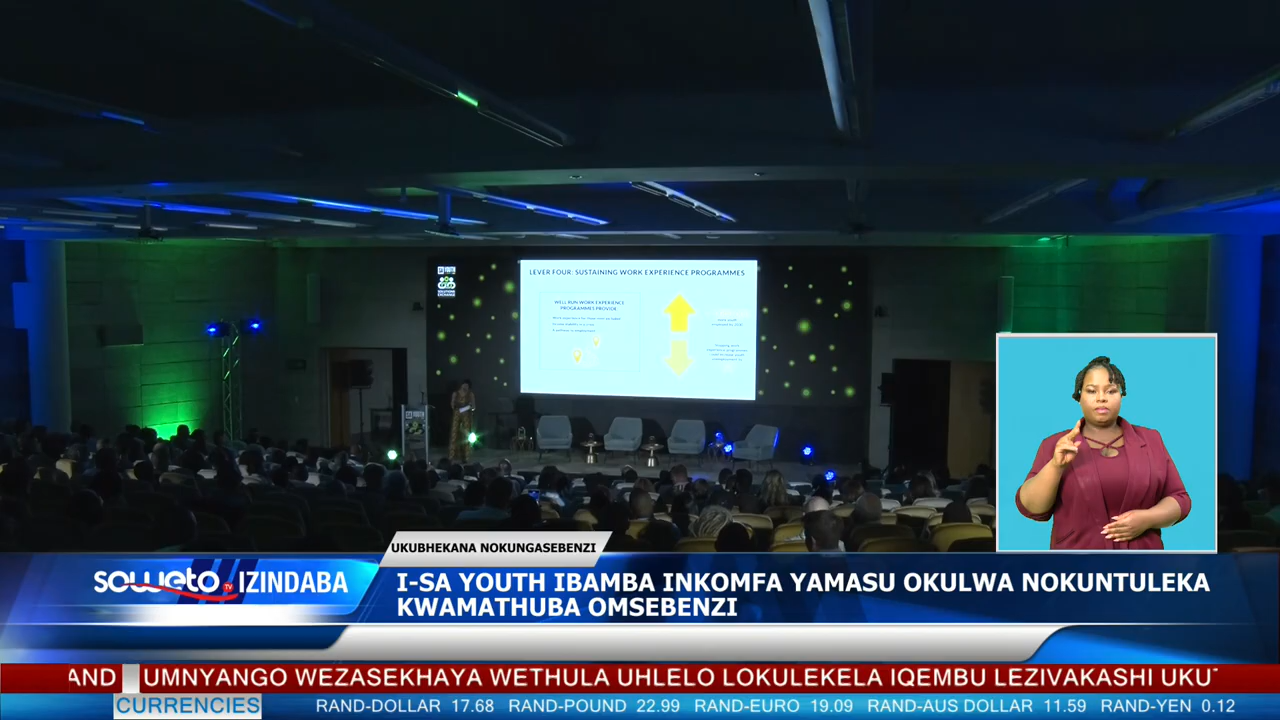 LEVER FOUR: SUSTAINING WORK EXPERIENCE PROGRAMMES
WELL RUN WORK EXPERIENCE
PROGRAMMES PROVIDE
UKUBHEKANA NOKUNGASEBENZI
SOWETO TV IZINDABA
I-SA YOUTH IBAMBA INKOMFA YAMASU OKULWA NOKUNTULEKA
KWAMATHUBA OMSEBENZI
AND UMNYANGO WEZASEKHAYA WETHULA UHLELO LOKULEKELA IQEMBU LEZIVAKASHI UKU
CURRENCIES RAND-DOLLAR 17.68 RAND-POUND 22.99 RAND-EURO 19.09 RAND-AUS DOLLAR 11.59 RAND-YEN 0.12